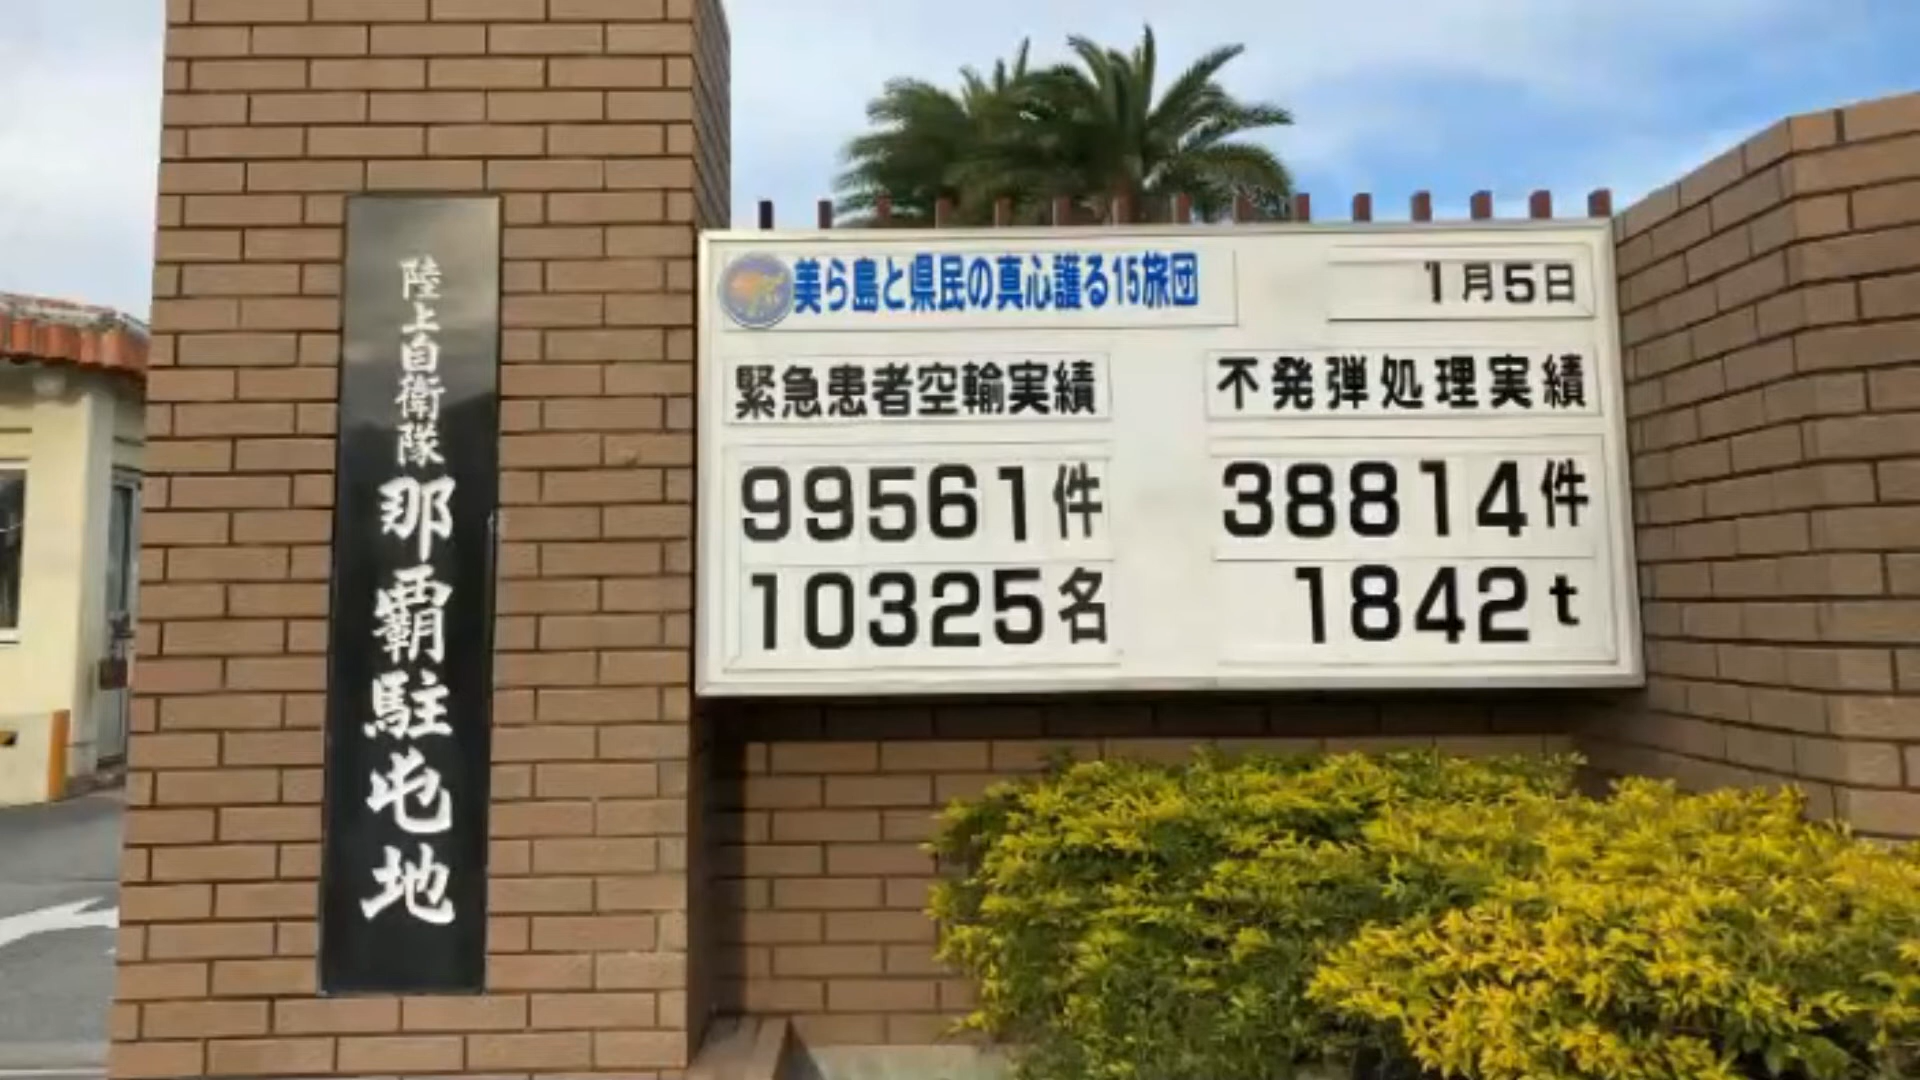 陸上自衛隊 那覇駐屯地
美ら島と県民の真心護る15旅団
1月5日
緊急患者空輸実績
99561件
10325名
不発弾処理実績
38814件
1842t